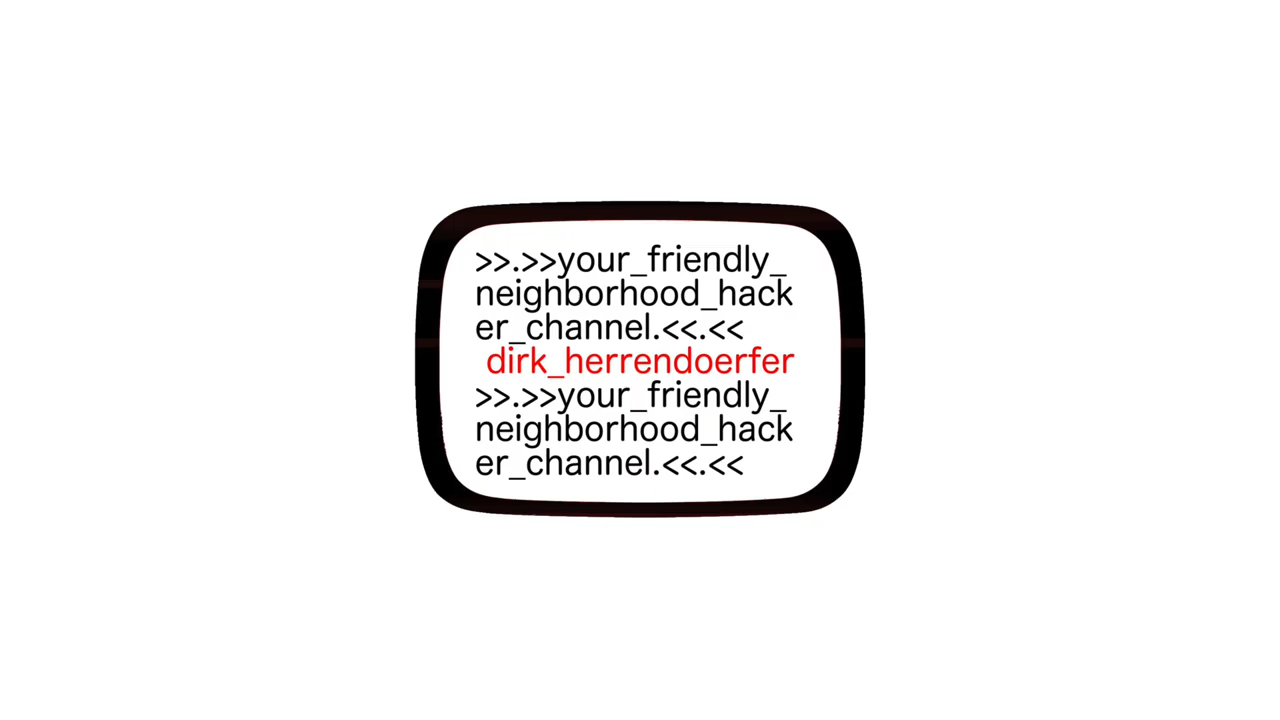 >>.>>your_friendly_
neighborhood_hack
er_channel.<<.<<
dirk_herrendoerfer
>>.>>your_friendly_
neighborhood_hack
er_channel.<<.<<